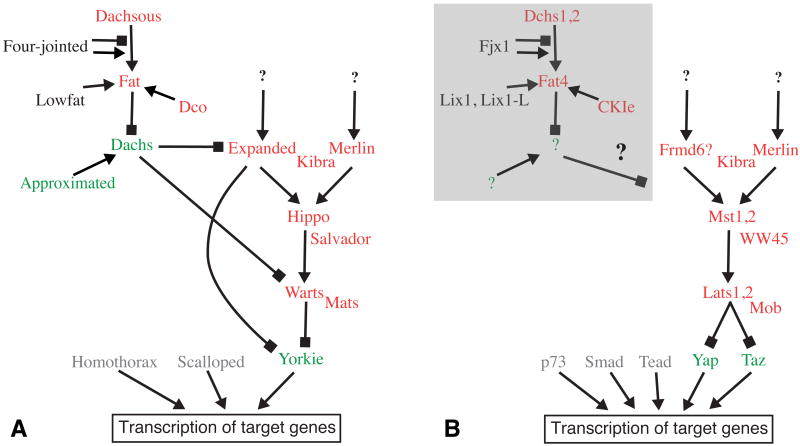 Dachsous
Four-jointed
Fat
Lowfat
Dco
?
?
Dachs
Expanded
Merlin
Kibra
Approximated
Hippo
Salvador
Warts
Mats
Homothorax
Scalloped
Yorkie
Transcription of target genes
A
Dchs1,2
Fjx1
Fat4
Lix1, Lix1-L
CKIe
?
?
?
?
Frmd6?
Merlin
Kibra
?
Mst1,2
WW45
Lats1,2
Mob
p73
Smad
Tead
Yap
Taz
Transcription of target genes
B